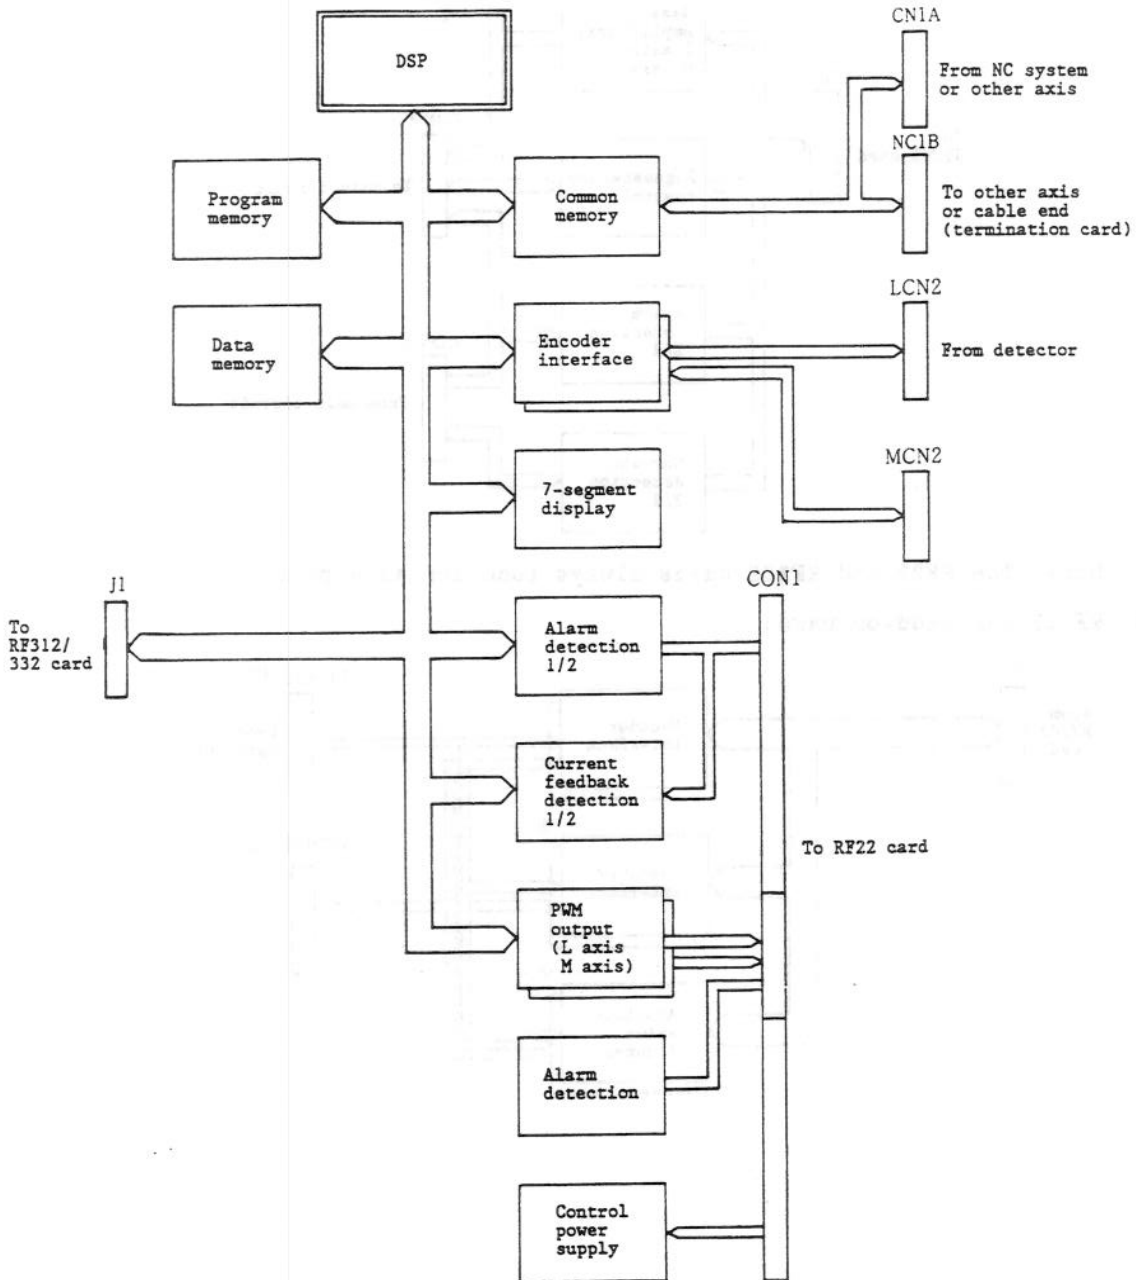 CN1A
DSP
From NC system
or other axis
NC1B
Program
memory
Common
memory
To other axis
or cable end
(termination card)
LCN2
Data
memory
Encoder
interface
From detector
MCN2
7-segment
display
J1
CON1
To
RF312/
332 card
Alarm
detection
1/2
Current
feedback
detection
1/2
To RF22 card
PWM
output
(L axis
M axis)
Alarm
detection
Control
power
supply